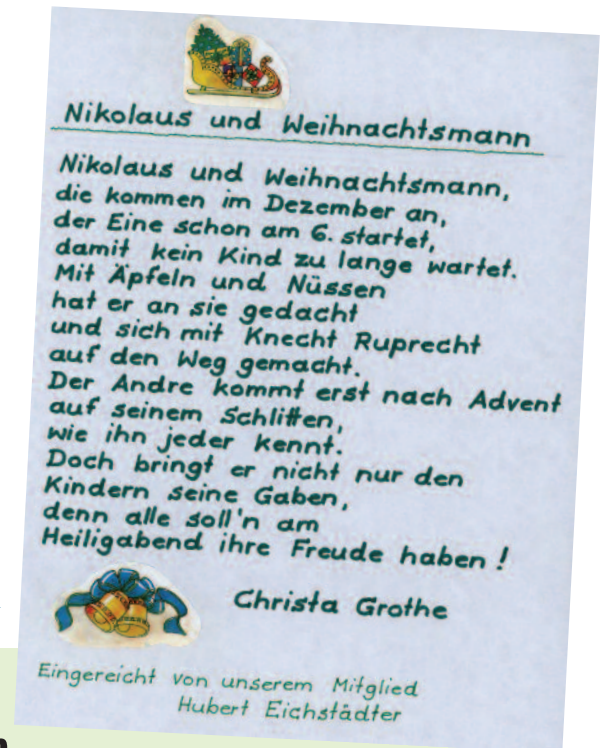 Nikolaus und Weihnachtsmann
Nikolaus und Weihnachtsmann,
die kommen im Dezember an,
der Eine schon am 6. startet,
damit kein Kind zu lange wartet.
Mit Äpfeln und Nüssen
hat er an sie gedacht
und sich mit Knecht Ruprecht
auf den Weg gemacht.
Der Andre kommt erst nach Advent
auf seinem Schlitten,
wie ihn jeder kennt.
Doch bringt er nicht nur den
Kindern seine Gaben,
denn alle soll'n am
Heiligabend ihre Freude haben!
Christa Grothe
Eingereicht von unserem Mitglied
Hubert Eichstädter